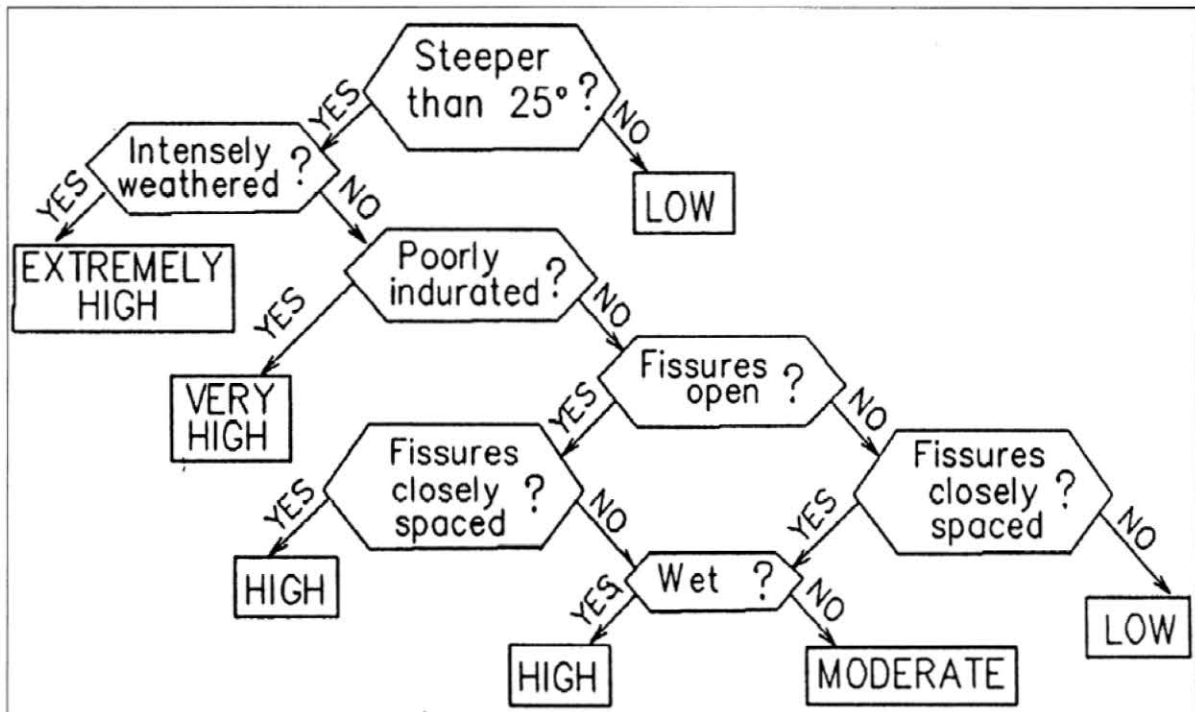 Steeper
than 25° ?
YES
NO
Intensely
weathered ?
LOW
YES
NO
EXTREMELY
HIGH
Poorly
indurated ?
YES
NO
VERY
HIGH
Fissures
open ?
YES
NO
Fissures
closely
spaced ?
Fissures
closely
spaced ?
YES
NO
YES
NO
HIGH
Wet ?
LOW
YES
NO
HIGH
MODERATE